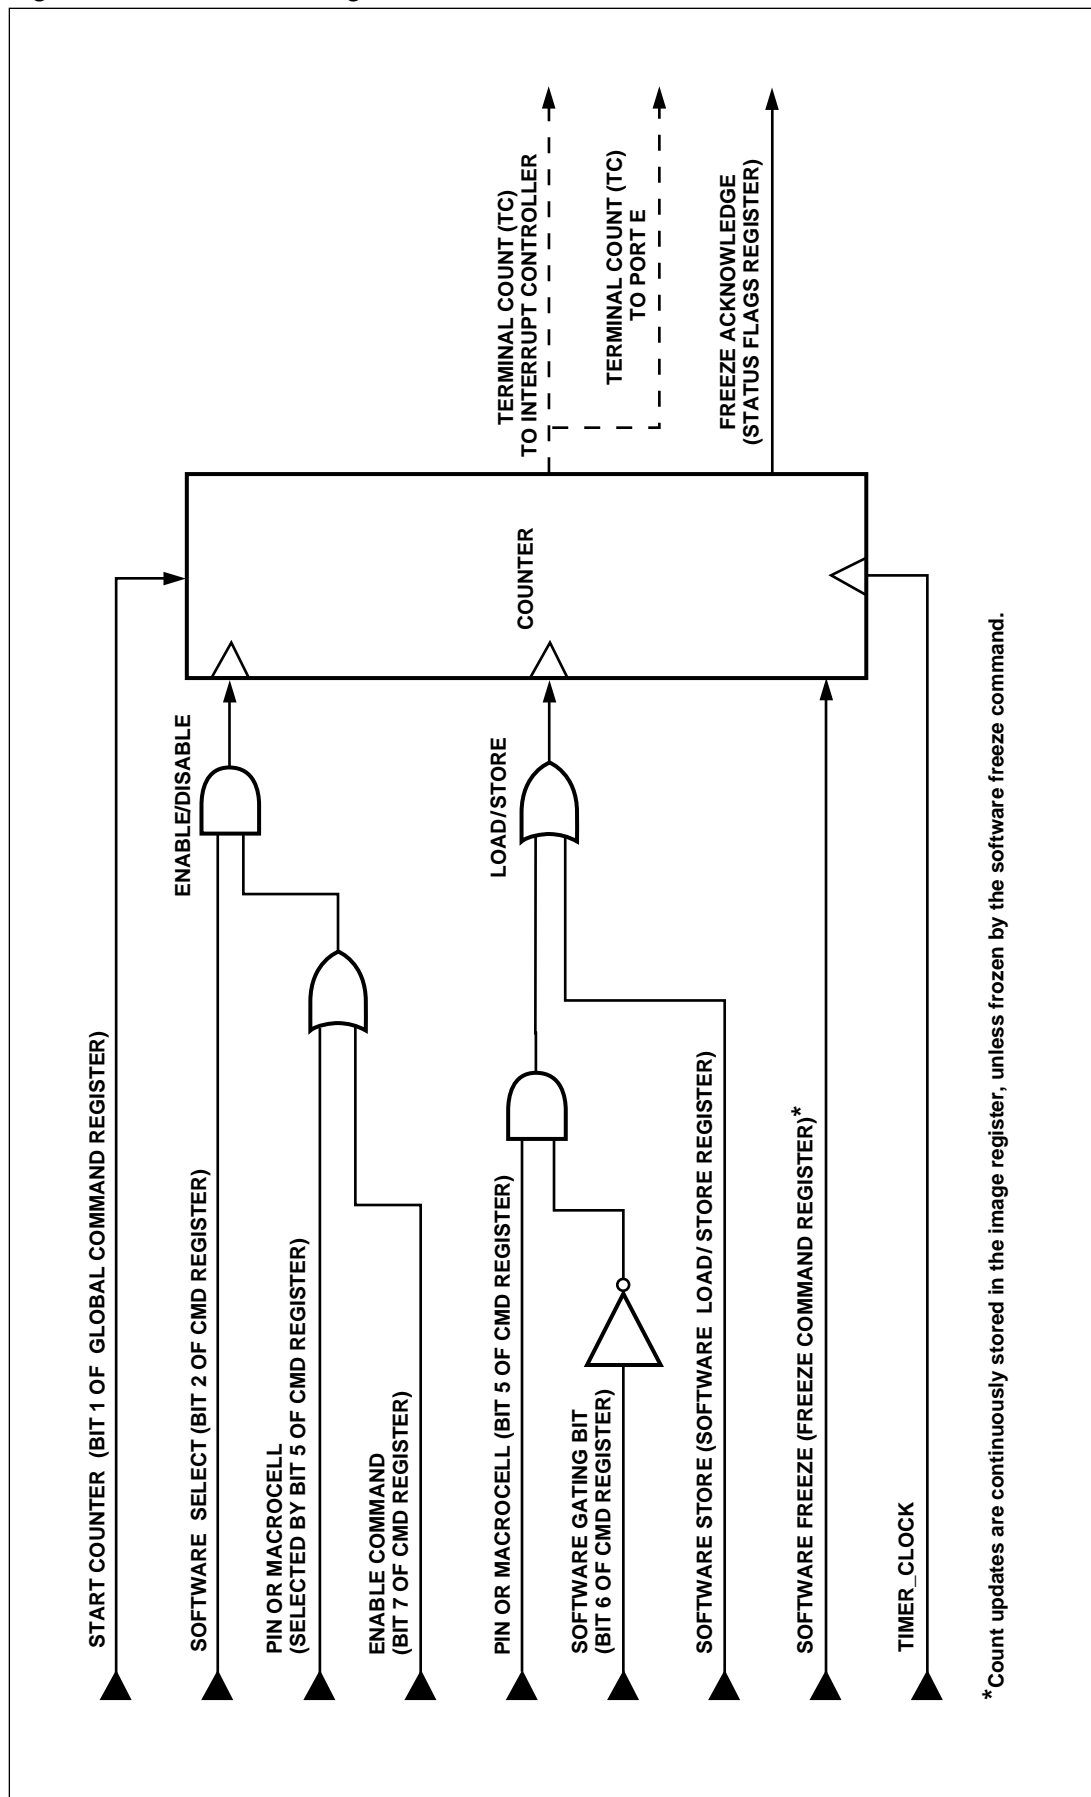 START COUNTER (BIT 1 OF GLOBAL COMMAND REGISTER)
SOFTWARE SELECT (BIT 2 OF CMD REGISTER)
PIN OR MACROCELL
(SELECTED BY BIT 5 OF CMD REGISTER)
ENABLE COMMAND
(BIT 7 OF CMD REGISTER)
PIN OR MACROCELL (BIT 5 OF CMD REGISTER)
SOFTWARE GATING BIT
(BIT 6 OF CMD REGISTER)
SOFTWARE STORE (SOFTWARE LOAD/ STORE REGISTER)
SOFTWARE FREEZE (FREEZE COMMAND REGISTER)*
TIMER_CLOCK
ENABLE/DISABLE
LOAD/STORE
COUNTER
TERMINAL COUNT (TC)
TO INTERRUPT CONTROLLER
TERMINAL COUNT (TC)
TO PORT E
FREEZE ACKNOWLEDGE
(STATUS FLAGS REGISTER)
*Count updates are continuously stored in the image register, unless frozen by the software freeze command.